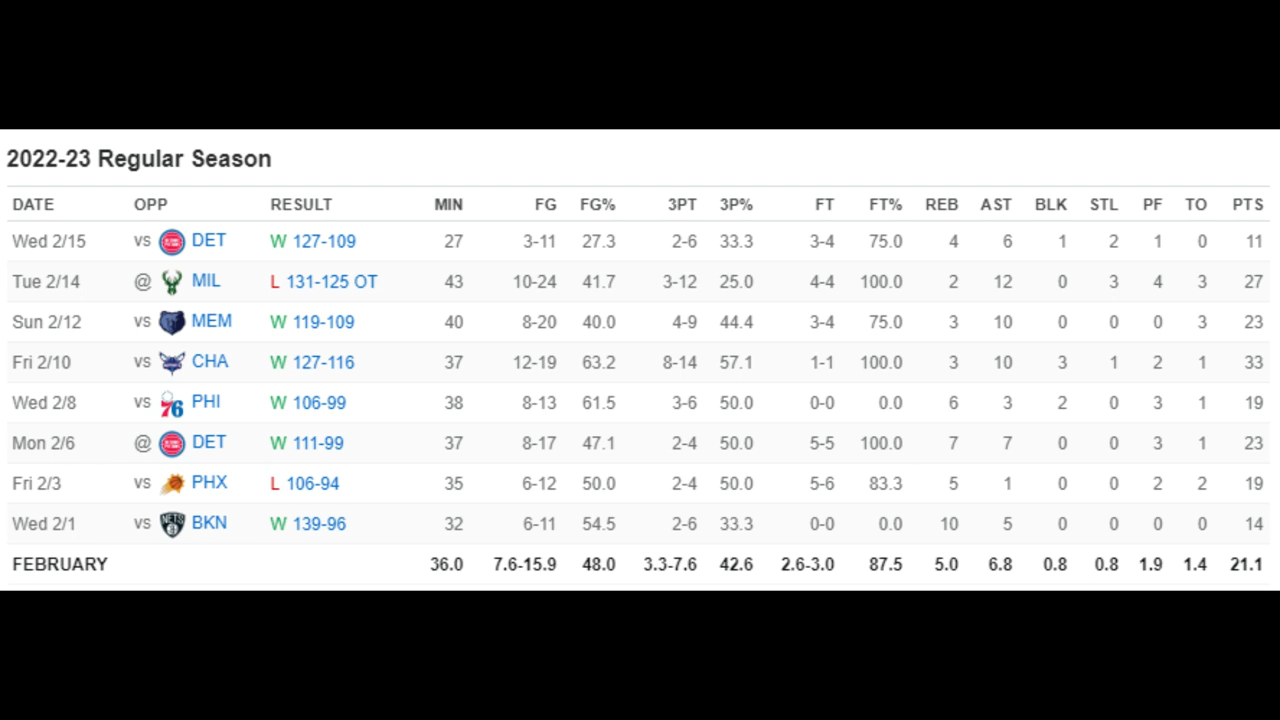 2022-23 Regular Season
DATE OPP RESULT MIN FG FG% 3PT 3P% FT FT% REB AST BLK STL PF TO PTS
Wed 2/15 vs DET W 127-109 27 3-11 27.3 2-6 33.3 3-4 75.0 4 6 1 2 1 0 11
Tue 2/14 @ MIL L 131-125 OT 43 10-24 41.7 3-12 25.0 4-4 100.0 2 12 0 3 4 3 27
Sun 2/12 vs MEM W 119-109 40 8-20 40.0 4-9 44.4 3-4 75.0 3 10 0 0 0 3 23
Fri 2/10 vs CHA W 127-116 37 12-19 63.2 8-14 57.1 1-1 100.0 3 10 3 1 2 1 33
Wed 2/8 vs 76 PHI W 106-99 38 8-13 61.5 3-6 50.0 0-0 0.0 6 3 2 0 3 1 19
Mon 2/6 @ DET W 111-99 37 8-17 47.1 2-4 50.0 5-5 100.0 7 7 0 0 3 1 23
Fri 2/3 vs PHX L 106-94 35 6-12 50.0 2-4 50.0 5-6 83.3 5 1 0 0 2 2 19
Wed 2/1 vs NETS BKN W 139-96 32 6-11 54.5 2-6 33.3 0-0 0.0 10 5 0 0 0 0 14
FEBRUARY 36.0 7.6-15.9 48.0 3.3-7.6 42.6 2.6-3.0 87.5 5.0 6.8 0.8 0.8 1.9 1.4 21.1